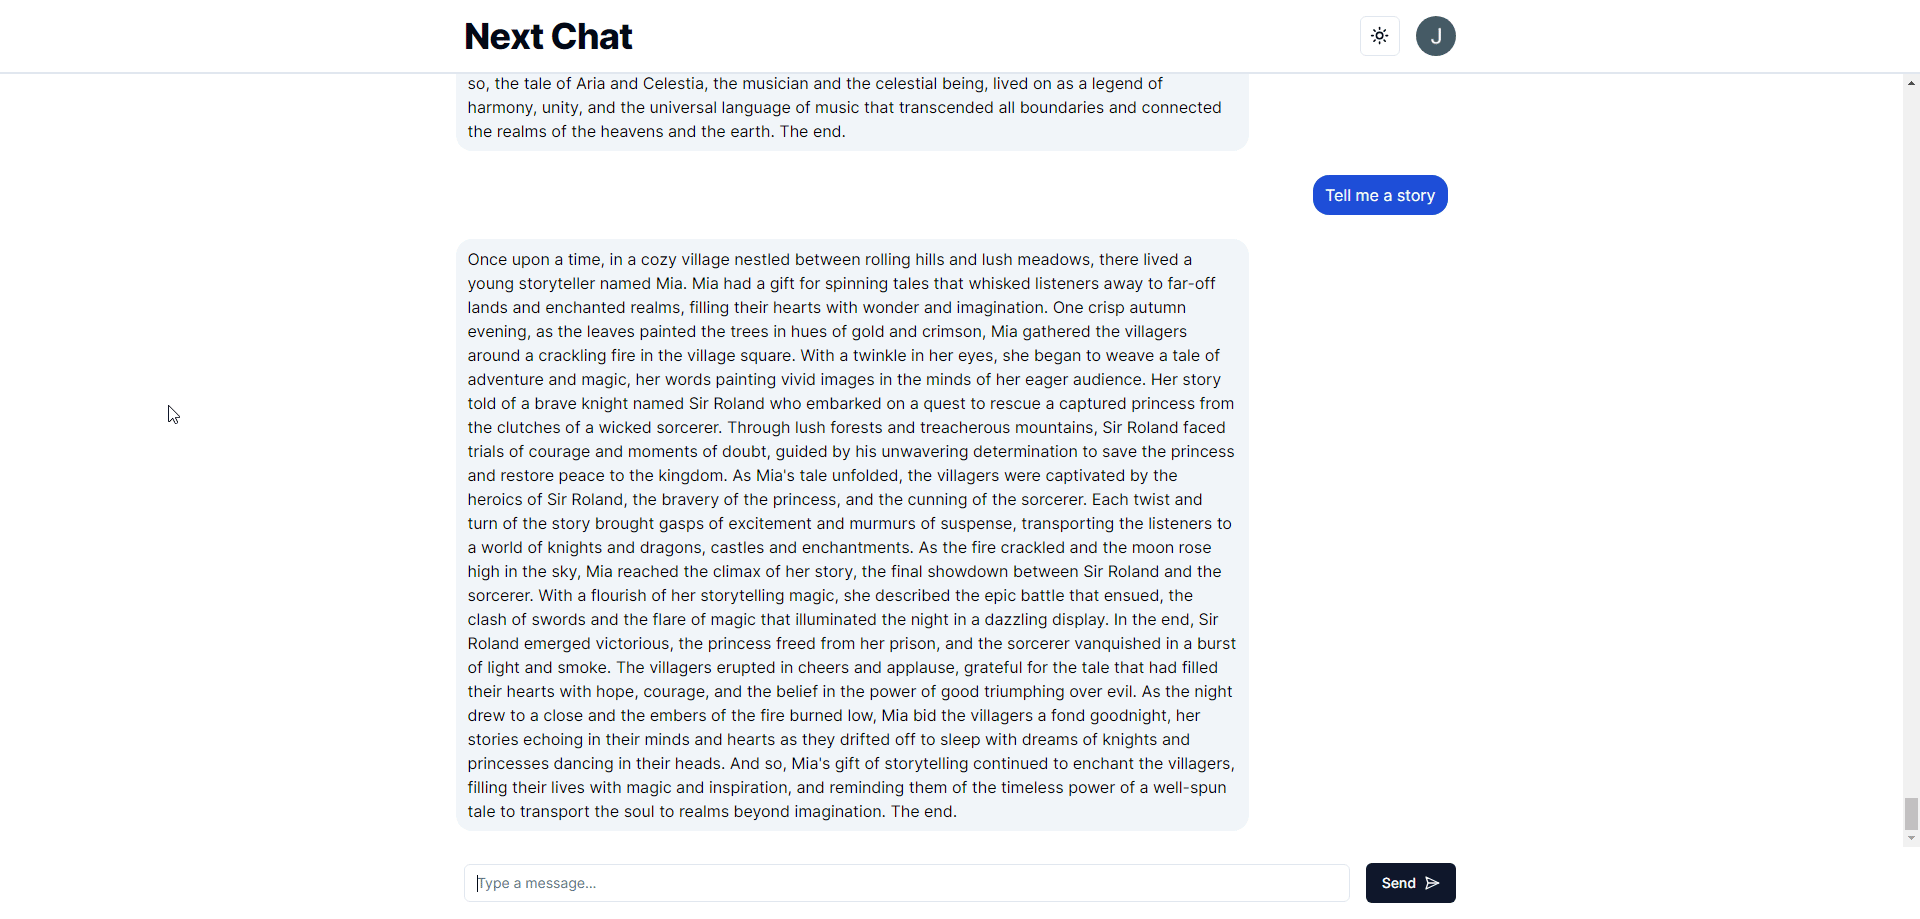 Next Chat
J
so, the tale of Aria and Celestia, the musician and the celestial being, lived on as a legend of
harmony, unity, and the universal language of music that transcended all boundaries and connected
the realms of the heavens and the earth. The end.
Tell me a story
Once upon a time, in a cozy village nestled between rolling hills and lush meadows, there lived a
young storyteller named Mia. Mia had a gift for spinning tales that whisked listeners away to far-off
lands and enchanted realms, filling their hearts with wonder and imagination. One crisp autumn
evening, as the leaves painted the trees in hues of gold and crimson, Mia gathered the villagers
around a crackling fire in the village square. With a twinkle in her eyes, she began to weave a tale of
adventure and magic, her words painting vivid images in the minds of her eager audience. Her story
told of a brave knight named Sir Roland who embarked on a quest to rescue a captured princess from
the clutches of a wicked sorcerer. Through lush forests and treacherous mountains, Sir Roland faced
trials of courage and moments of doubt, guided by his unwavering determination to save the princess
and restore peace to the kingdom. As Mia's tale unfolded, the villagers were captivated by the
heroics of Sir Roland, the bravery of the princess, and the cunning of the sorcerer. Each twist and
turn of the story brought gasps of excitement and murmurs of suspense, transporting the listeners to
a world of knights and dragons, castles and enchantments. As the fire crackled and the moon rose
high in the sky, Mia reached the climax of her story, the final showdown between Sir Roland and the
sorcerer. With a flourish of her storytelling magic, she described the epic battle that ensued, the
clash of swords and the flare of magic that illuminated the night in a dazzling display. In the end, Sir
Roland emerged victorious, the princess freed from her prison, and the sorcerer vanquished in a burst
of light and smoke. The villagers erupted in cheers and applause, grateful for the tale that had filled
their hearts with hope, courage, and the belief in the power of good triumphing over evil. As the night
drew to a close and the embers of the fire burned low, Mia bid the villagers a fond goodnight, her
stories echoing in their minds and hearts as they drifted off to sleep with dreams of knights and
princesses dancing in their heads. And so, Mia's gift of storytelling continued to enchant the villagers,
filling their lives with magic and inspiration, and reminding them of the timeless power of a well-spun
tale to transport the soul to realms beyond imagination. The end.
Type a message...
Send